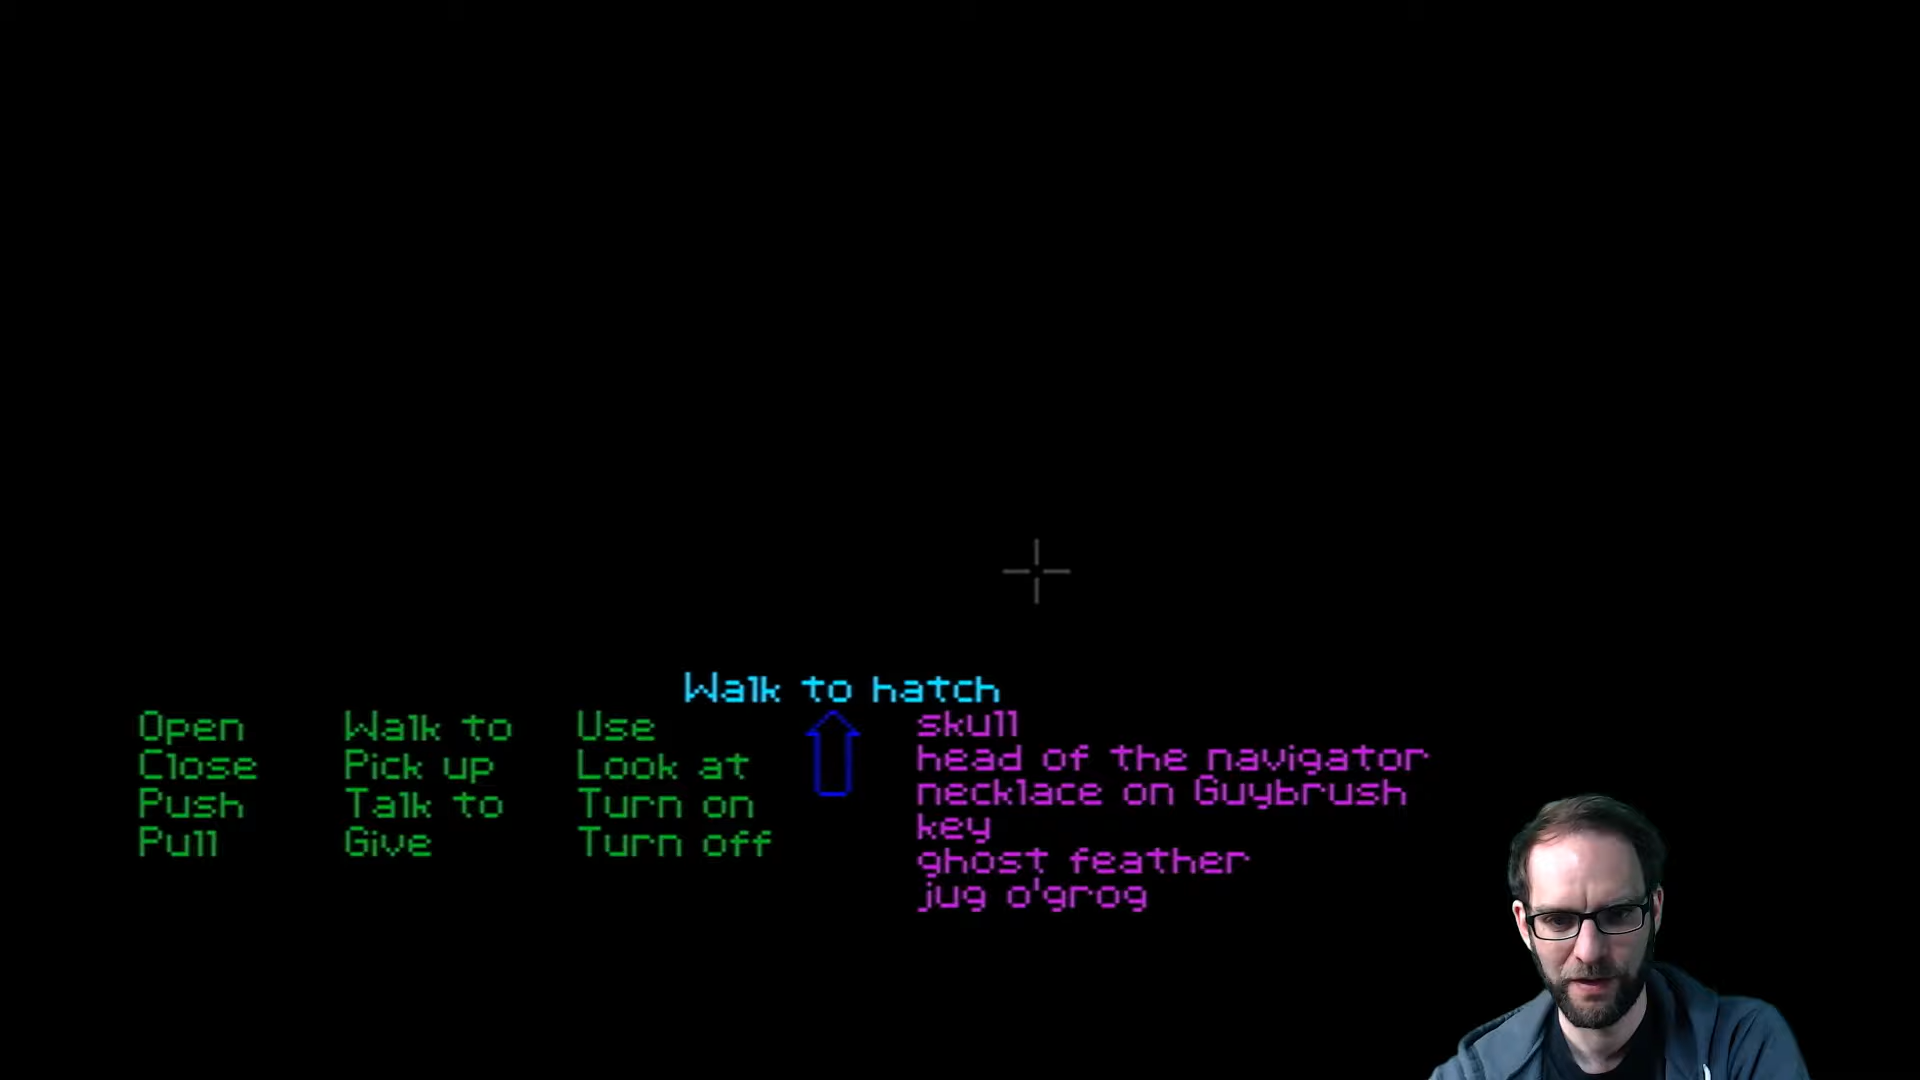 Walk to hatch
Open Walk to Use
Close Pick up Look at
Push Talk to Turn on
Pull Give Turn off
skull
head of the navigator
necklace on Guybrush
key
ghost feather
jug o'grog